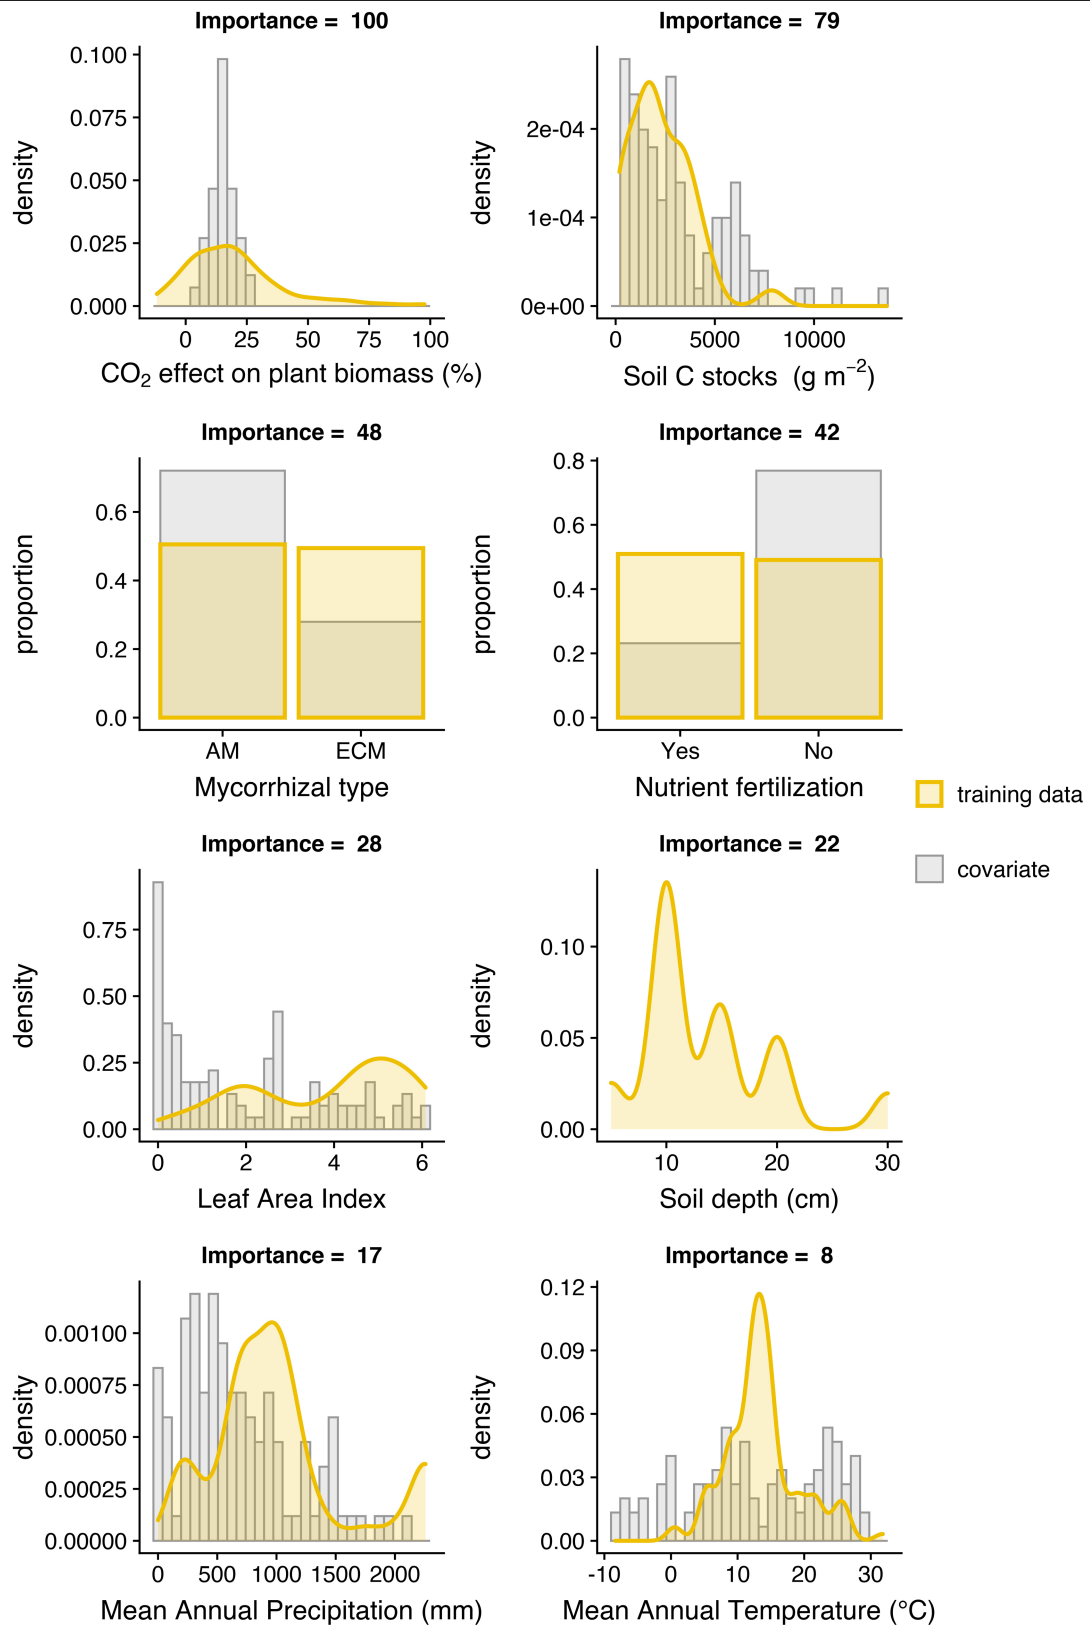 Importance = 100
0.100
0.075
0.050
0.025
0.000
density
0 25 50 75 100
CO₂ effect on plant biomass (%)
Importance = 79
2e-04
1e-04
0e+00
density
0 5000 10000
Soil C stocks (g m⁻²)
Importance = 48
0.6
0.4
0.2
0.0
proportion
AM ECM
Mycorrhizal type
Importance = 42
0.8
0.6
0.4
0.2
0.0
proportion
Yes No
Nutrient fertilization
training data
covariate
Importance = 28
0.75
0.50
0.25
0.00
density
0 2 4 6
Leaf Area Index
Importance = 22
0.10
0.05
0.00
density
10 20 30
Soil depth (cm)
Importance = 17
0.00100
0.00075
0.00050
0.00025
0.00000
density
0 500 1000 1500 2000
Mean Annual Precipitation (mm)
Importance = 8
0.12
0.09
0.06
0.03
0.00
density
-10 0 10 20 30
Mean Annual Temperature (°C)